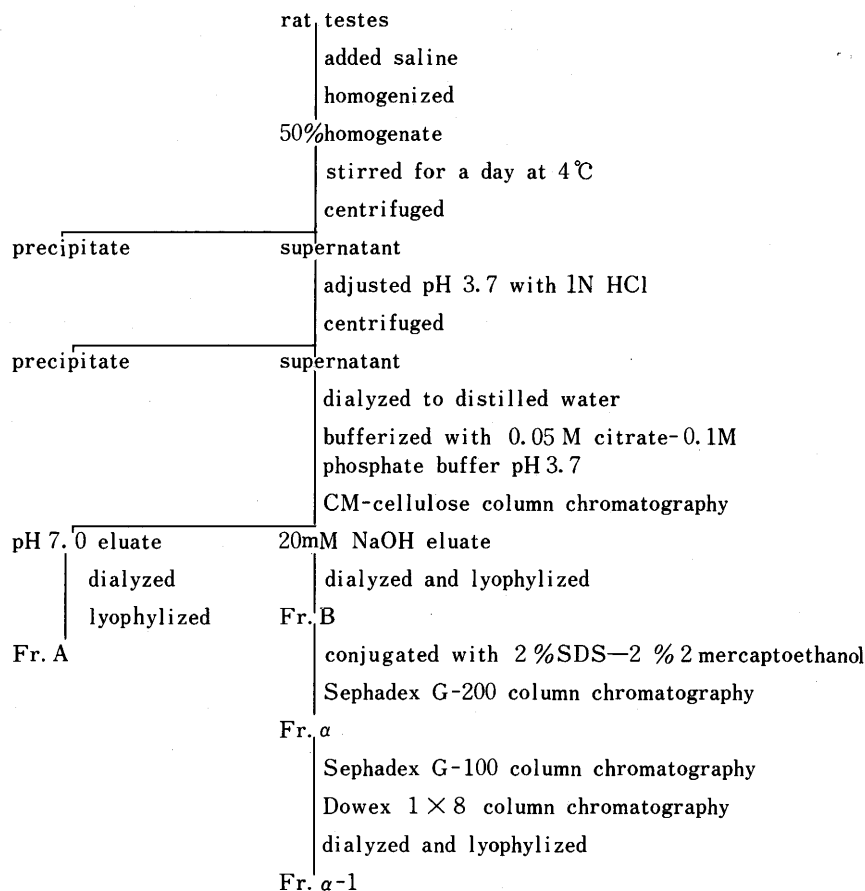 rat testes
added saline
homogenized
50%homogenate
stirred for a day at 4℃
centrifuged
precipitate supernatant
adjusted pH 3.7 with 1N HCl
centrifuged
precipitate supernatant
dialyzed to distilled water
bufferized with 0.05 M citrate-0.1M
phosphate buffer pH 3.7
CM-cellulose column chromatography
pH 7.0 eluate 20mM NaOH eluate
dialyzed dialyzed and lyophylized
lyophylized Fr. B
Fr. A conjugated with 2 %SDS—2 % 2 mercaptoethanol
Sephadex G-200 column chromatography
Fr. α
Sephadex G-100 column chromatography
Dowex 1×8 column chromatography
dialyzed and lyophylized
Fr. α-1